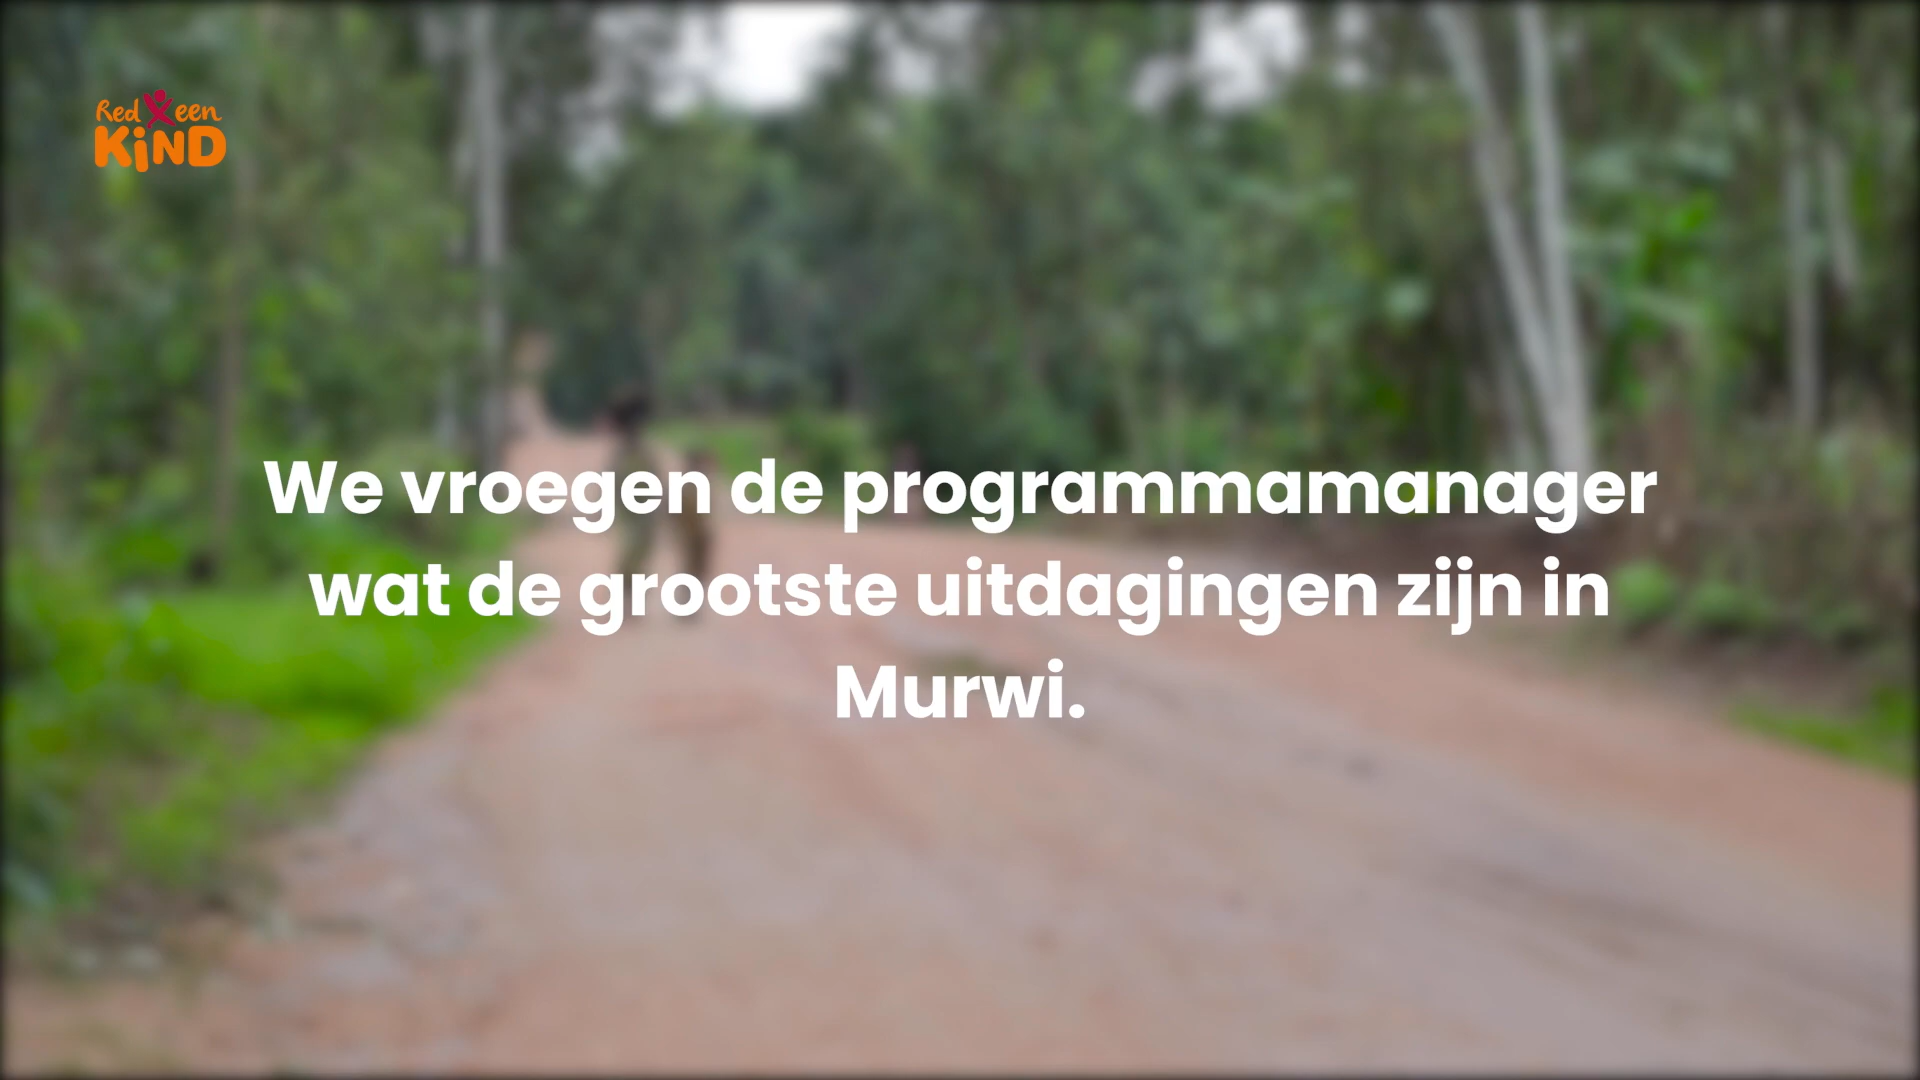 Red een
KiND
We vroegen de programmamanager
wat de grootste uitdagingen zijn in
Murwi.